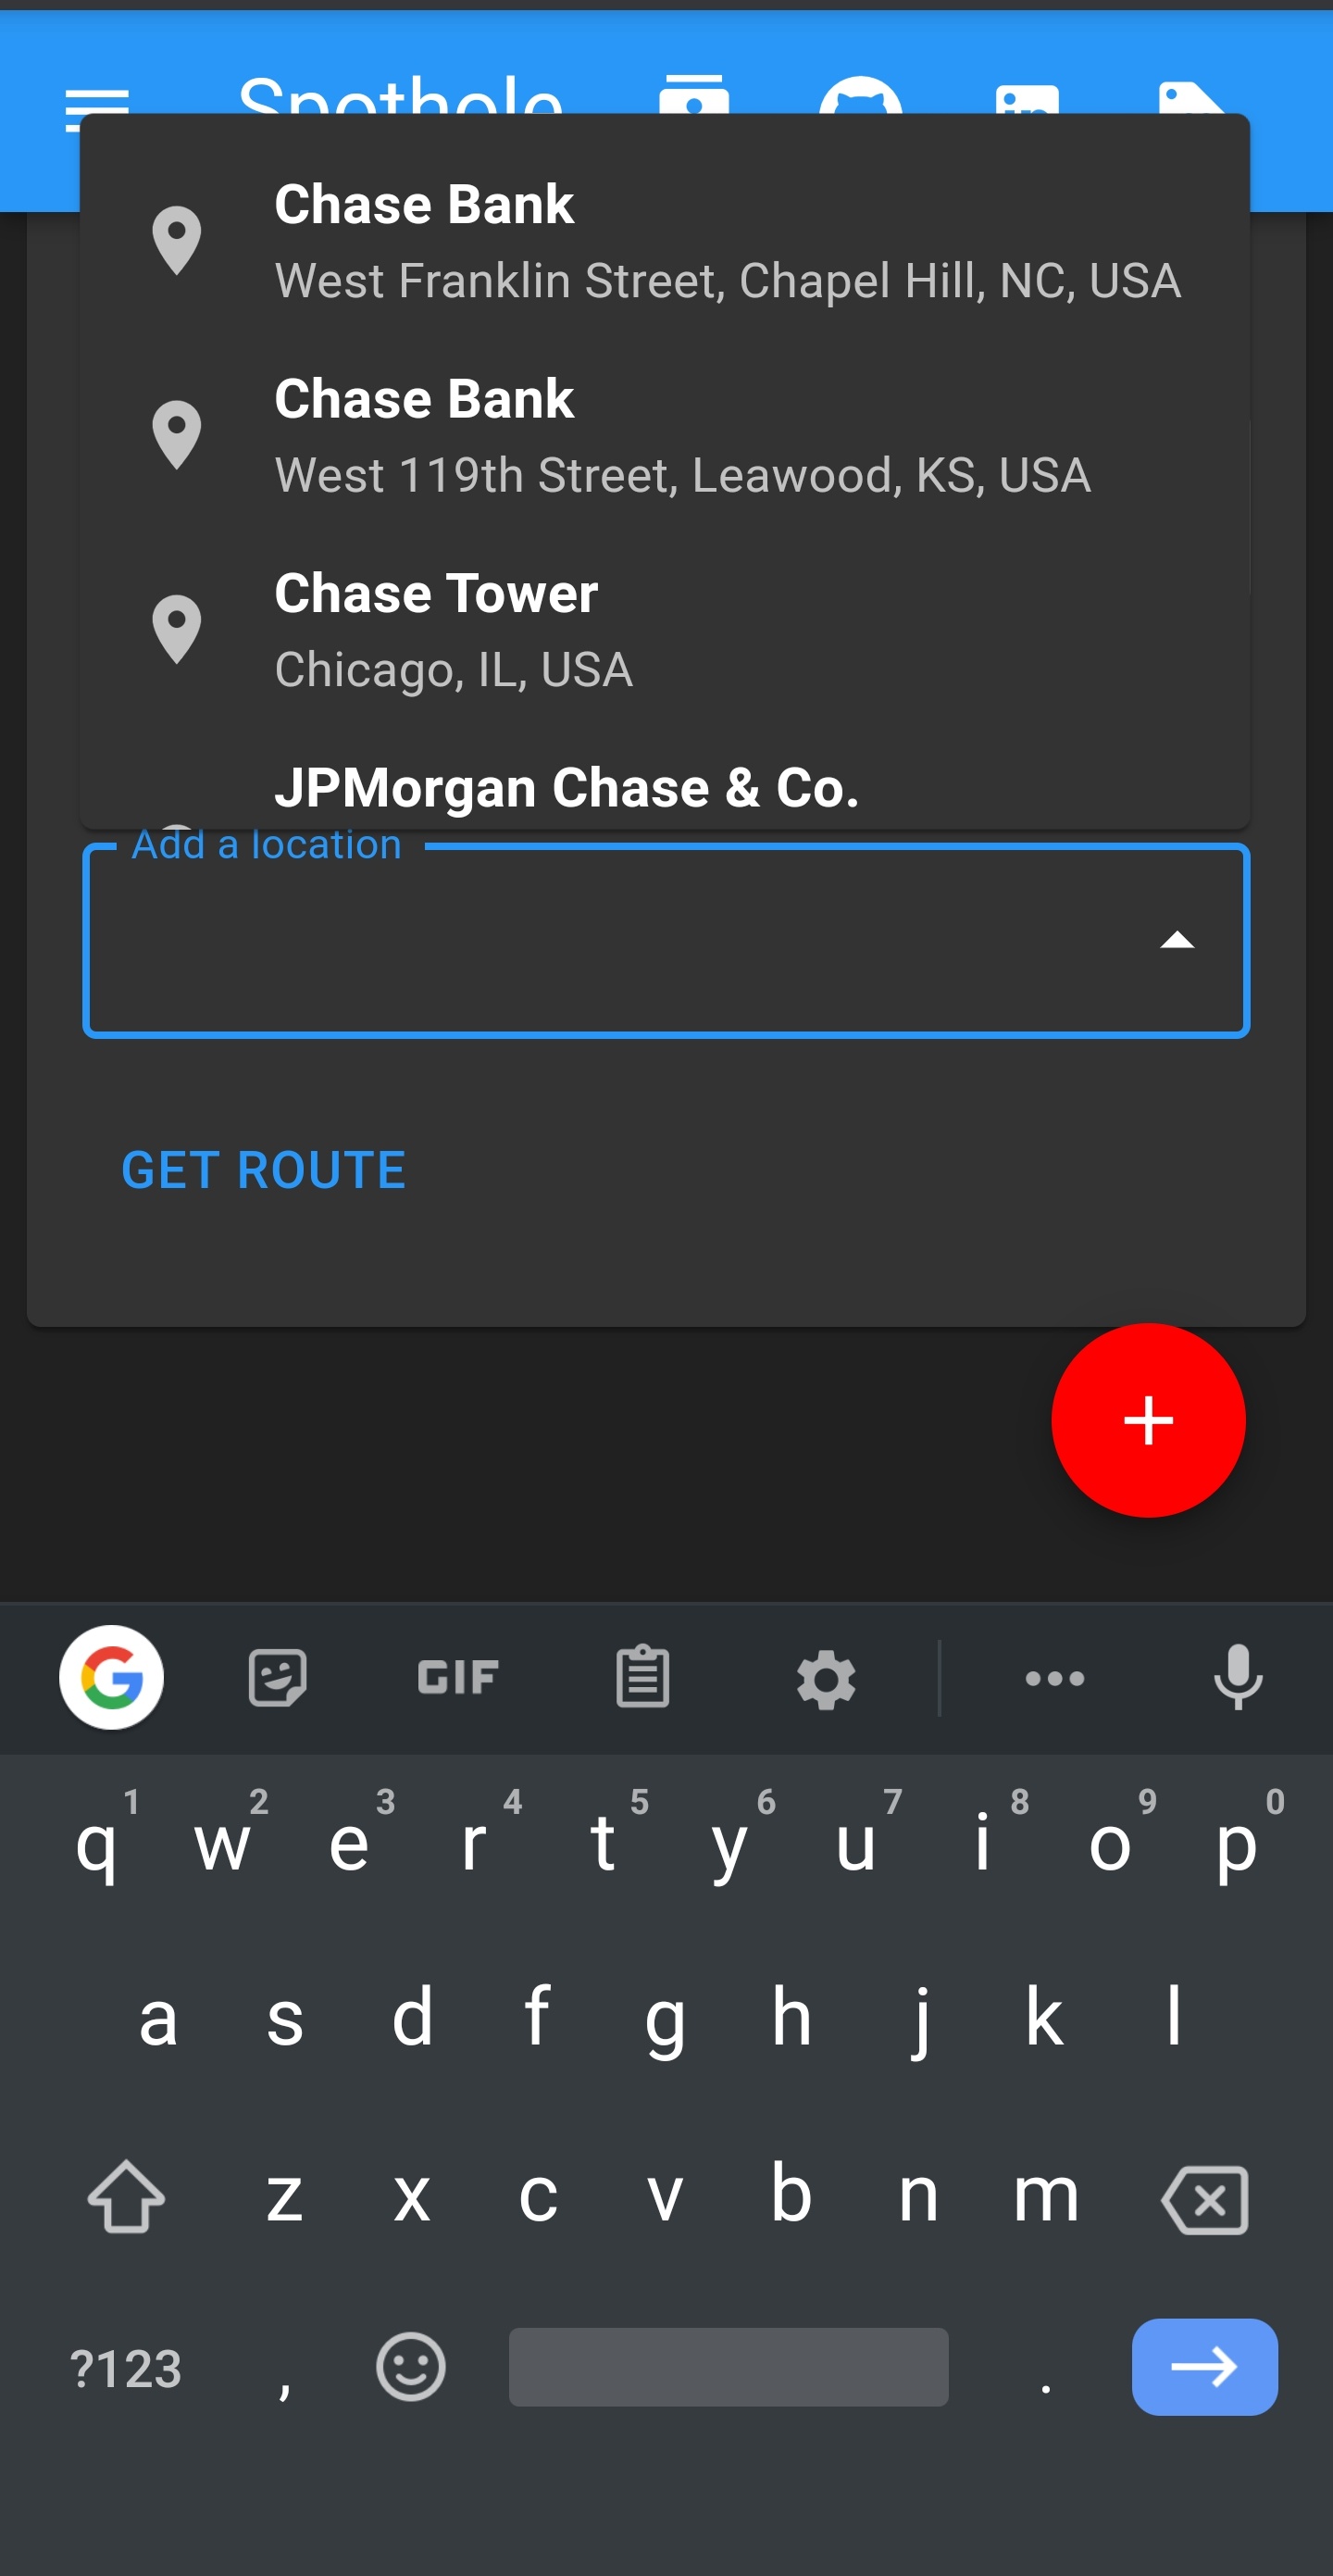 Spothole
Chase Bank
West Franklin Street, Chapel Hill, NC, USA
Chase Bank
West 119th Street, Leawood, KS, USA
Chase Tower
Chicago, IL, USA
JPMorgan Chase & Co.
Add a location
GET ROUTE
G GIF
1 2 3 4 5 6 7 8 9 0
q w e r t y u i o p
a s d f g h j k l
z x c v b n m
?123 , .